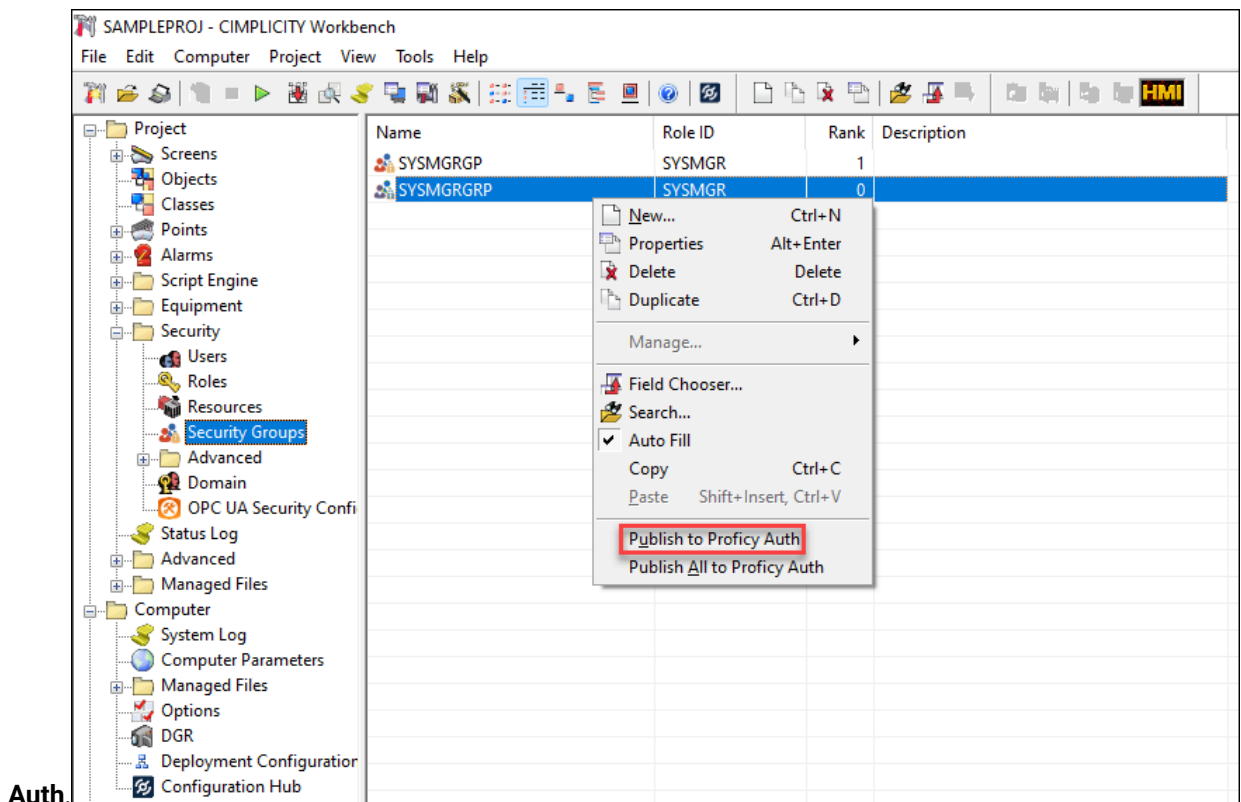 SAMPLEPROJ - CIMPLICITY Workbench
File Edit Computer Project View Tools Help
HMI
Project
Screens
Objects
Classes
Points
Alarms
Script Engine
Equipment
Security
Users
Roles
Resources
Security Groups
Advanced
Domain
OPC UA Security Confi
Status Log
Advanced
Managed Files
Computer
System Log
Computer Parameters
Managed Files
Options
DGR
Deployment Configuration
Configuration Hub
Name Role ID Rank Description
SYSMGRGP SYSMGR 1
SYSMGRGRP SYSMGR 0
New... Ctrl+N
Properties Alt+Enter
Delete Delete
Duplicate Ctrl+D
Manage...
Field Chooser...
Search...
Auto Fill
Copy Ctrl+C
Paste Shift+Insert, Ctrl+V
Publish to Proficy Auth
Publish All to Proficy Auth
Auth.